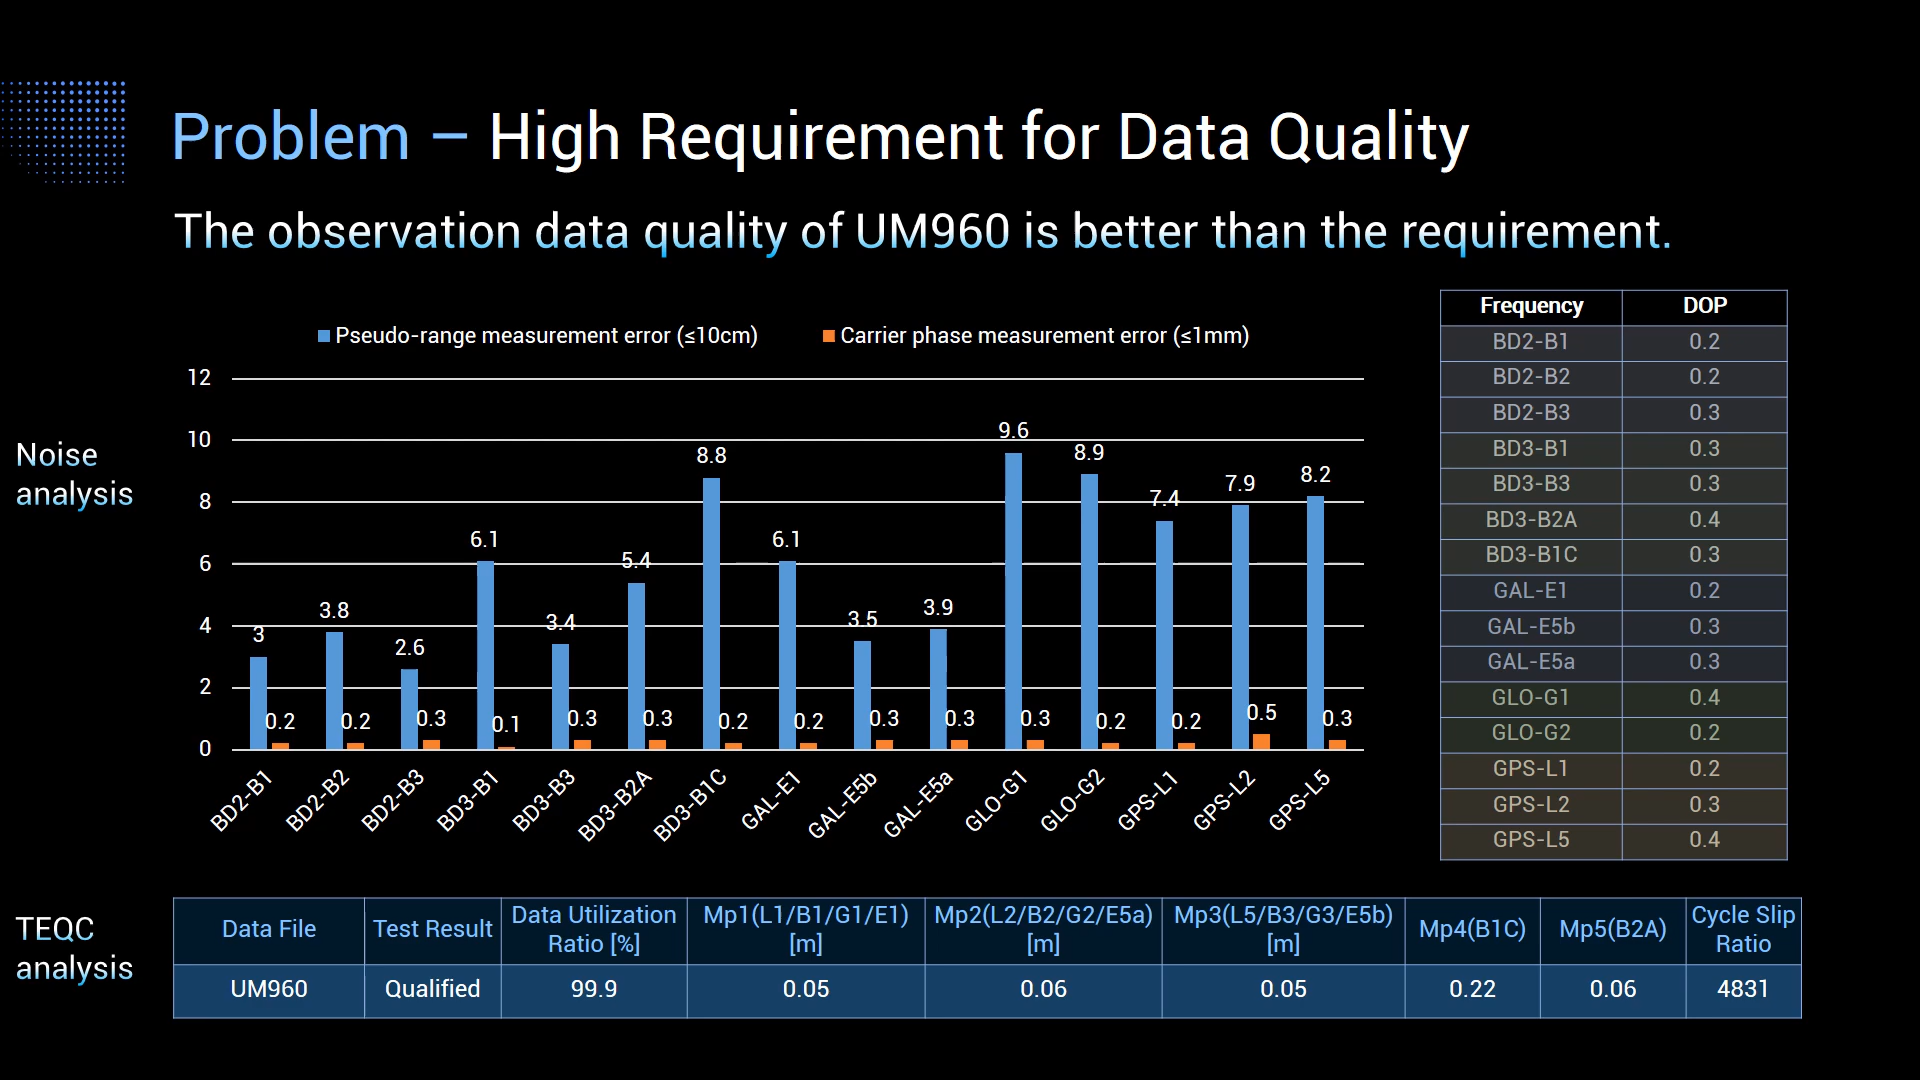 Problem – High Requirement for Data Quality
The observation data quality of UM960 is better than the requirement.
Noise
analysis
Pseudo-range measurement error (≤10cm) Carrier phase measurement error (≤1mm)
12
10
8
6
4
2
0
3 3.8 2.6 6.1 3.4 5.4 8.8 6.1 3.5 3.9 9.6 8.9 7.4 7.9 8.2
0.2 0.2 0.3 0.1 0.3 0.3 0.2 0.2 0.3 0.3 0.3 0.2 0.2 0.5 0.3
BD2-B1 BD2-B2 BD2-B3 BD3-B1 BD3-B3 BD3-B2A BD3-B1C GAL-E1 GAL-E5b GAL-E5a GLO-G1 GLO-G2 GPS-L1 GPS-L2 GPS-L5
Frequency DOP
BD2-B1 0.2
BD2-B2 0.2
BD2-B3 0.3
BD3-B1 0.3
BD3-B3 0.3
BD3-B2A 0.4
BD3-B1C 0.3
GAL-E1 0.2
GAL-E5b 0.3
GAL-E5a 0.3
GLO-G1 0.4
GLO-G2 0.2
GPS-L1 0.2
GPS-L2 0.3
GPS-L5 0.4
TEQC
analysis
Data File Test Result Data Utilization Ratio [%] Mp1(L1/B1/G1/E1) [m] Mp2(L2/B2/G2/E5a) [m] Mp3(L5/B3/G3/E5b) [m] Mp4(B1C) Mp5(B2A) Cycle Slip Ratio
UM960 Qualified 99.9 0.05 0.06 0.05 0.22 0.06 4831